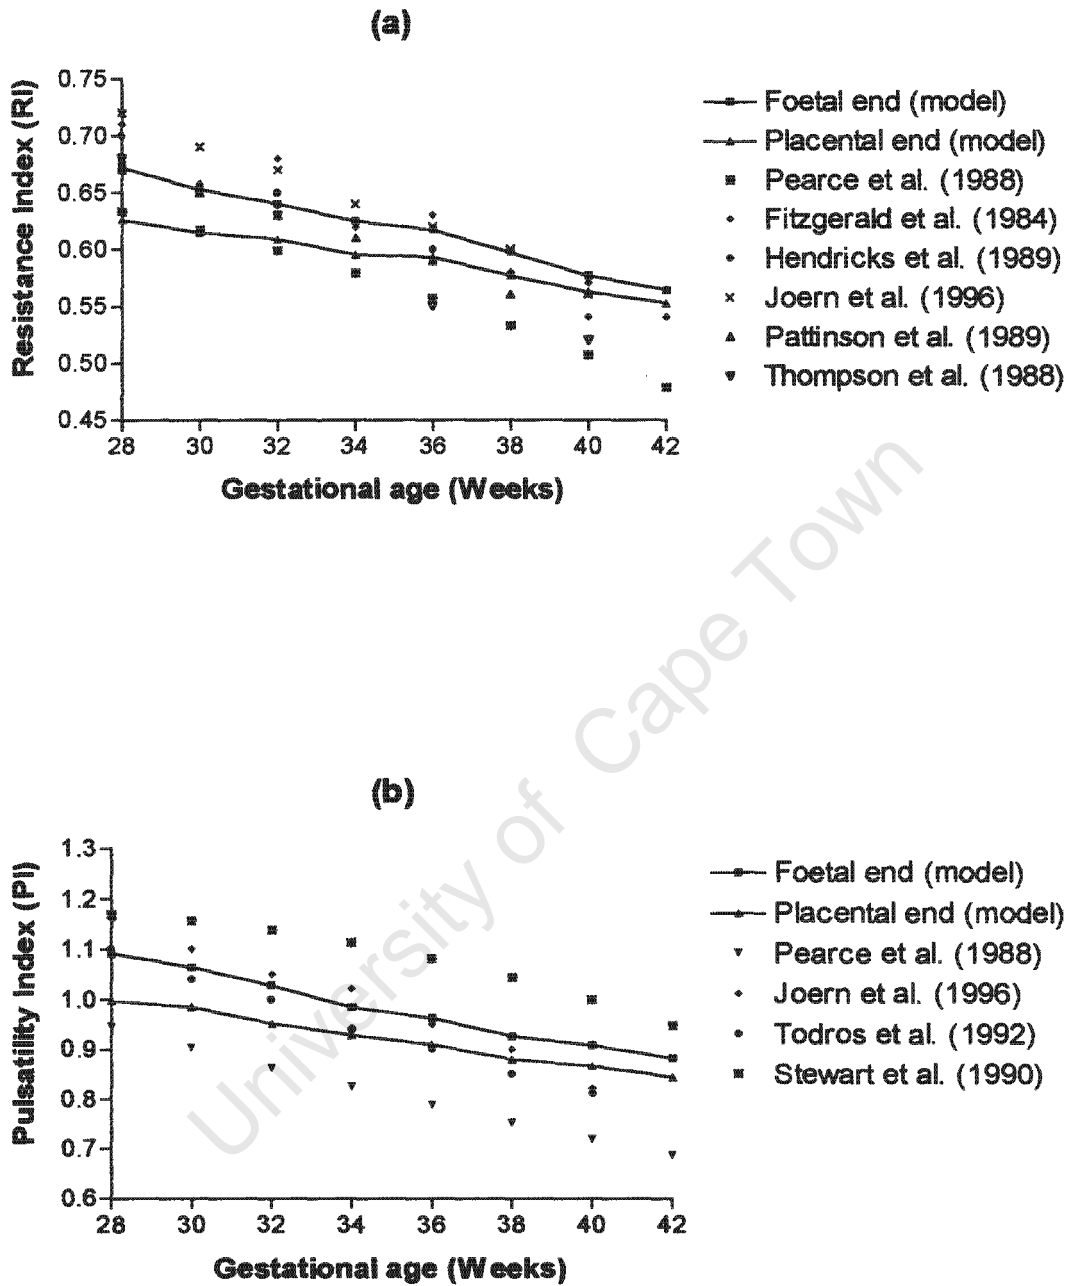 (a)
Resistance Index (RI)
0.75
0.70
0.65
0.60
0.55
0.50
0.45
28 30 32 34 36 38 40 42
Gestational age (Weeks)
Foetal end (model)
Placental end (model)
Pearce et al. (1988)
Fitzgerald et al. (1984)
Hendricks et al. (1989)
Joern et al. (1996)
Pattinson et al. (1989)
Thompson et al. (1988)
University of Cape Town
(b)
Pulsatility Index (PI)
1.3
1.2
1.1
1.0
0.9
0.8
0.7
0.6
28 30 32 34 36 38 40 42
Gestational age (Weeks)
Foetal end (model)
Placental end (model)
Pearce et al. (1988)
Joern et al. (1996)
Todros et al. (1992)
Stewart et al. (1990)